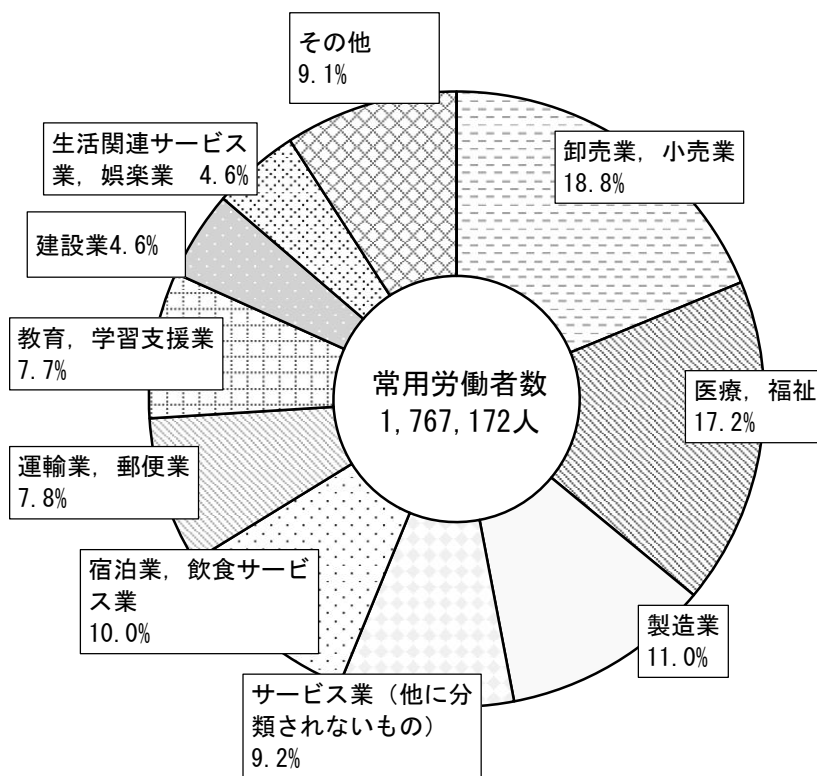 その他
9.1%
卸売業, 小売業
18.8%
医療, 福祉
17.2%
製造業
11.0%
サービス業（他に分
類されないもの）
9.2%
宿泊業, 飲食サービ
ス業
10.0%
運輸業, 郵便業
7.8%
教育, 学習支援業
7.7%
建設業4.6%
生活関連サービス
業, 娯楽業　4.6%
常用労働者数
1,767,172人